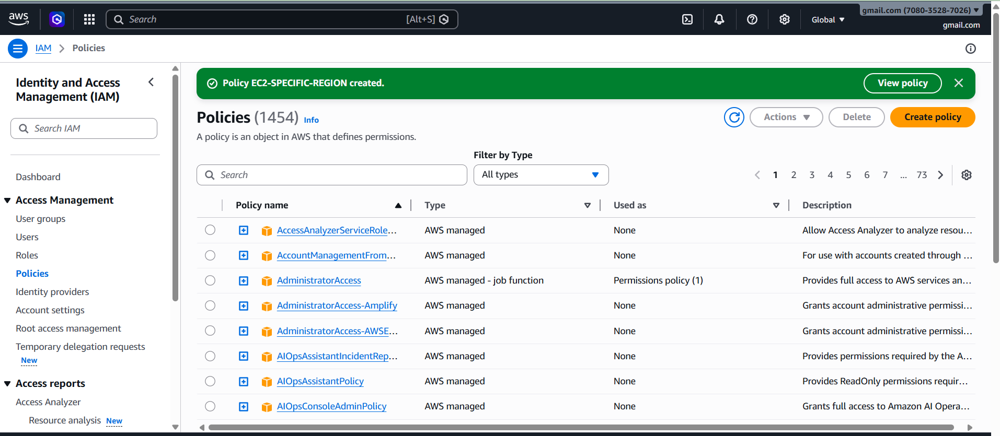 aws
Search [Alt+S]
Global
gmail.com (7080-3528-7026)
gmail.com
IAM Policies
Identity and Access
Management (IAM)
Search IAM
Dashboard
Access Management
User groups
Users
Roles
Policies
Identity providers
Account settings
Root access management
Temporary delegation requests
New
Access reports
Access Analyzer
Resource analysis New
Policy EC2-SPECIFIC-REGION created.
View policy
Policies (1454) Info
Actions
Delete
Create policy
A policy is an object in AWS that defines permissions.
Filter by Type
Search
All types
1 2 3 4 5 6 7 ... 73
Policy name Type Used as Description
AccessAnalyzerServiceRole... AWS managed None Allow Access Analyzer to analyze resou...
AccountManagementFrom... AWS managed None For use with accounts created through ...
AdministratorAccess AWS managed - job function Permissions policy (1) Provides full access to AWS services an...
AdministratorAccess-Amplify AWS managed None Grants account administrative permissi...
AdministratorAccess-AWSE... AWS managed None Grants account administrative permissi...
AIOpsAssistantIncidentRep... AWS managed None Provides permissions required by the A...
AIOpsAssistantPolicy AWS managed None Provides ReadOnly permissions requir...
AIOpsConsoleAdminPolicy AWS managed None Grants full access to Amazon AI Opera...